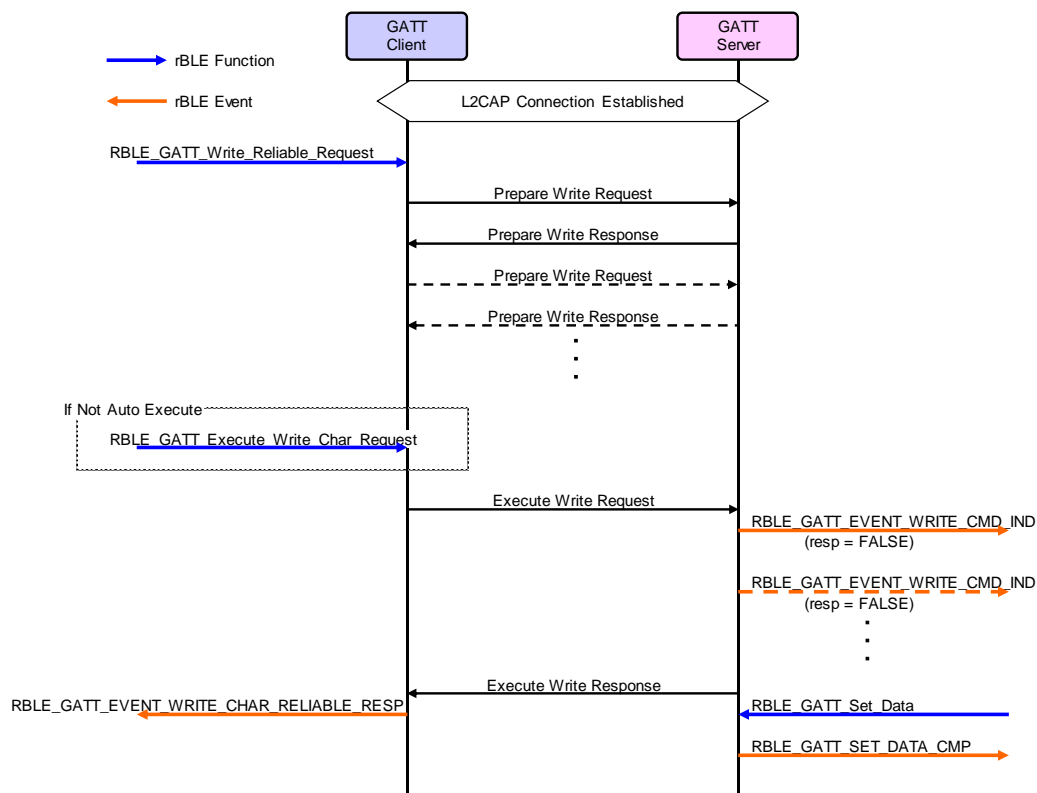 GATT
Client
GATT
Server
rBLE Function
rBLE Event
L2CAP Connection Established
RBLE_GATT_Write_Reliable_Request
Prepare Write Request
Prepare Write Response
Prepare Write Request
Prepare Write Response
If Not Auto Execute
RBLE_GATT_Execute_Write_Char_Request
Execute Write Request
RBLE_GATT_EVENT_WRITE_CMD_IND
(resp = FALSE)
RBLE_GATT_EVENT_WRITE_CMD_IND
(resp = FALSE)
Execute Write Response
RBLE_GATT_EVENT_WRITE_CHAR_RELIABLE_RESP
RBLE_GATT_Set_Data
RBLE_GATT_SET_DATA_CMP